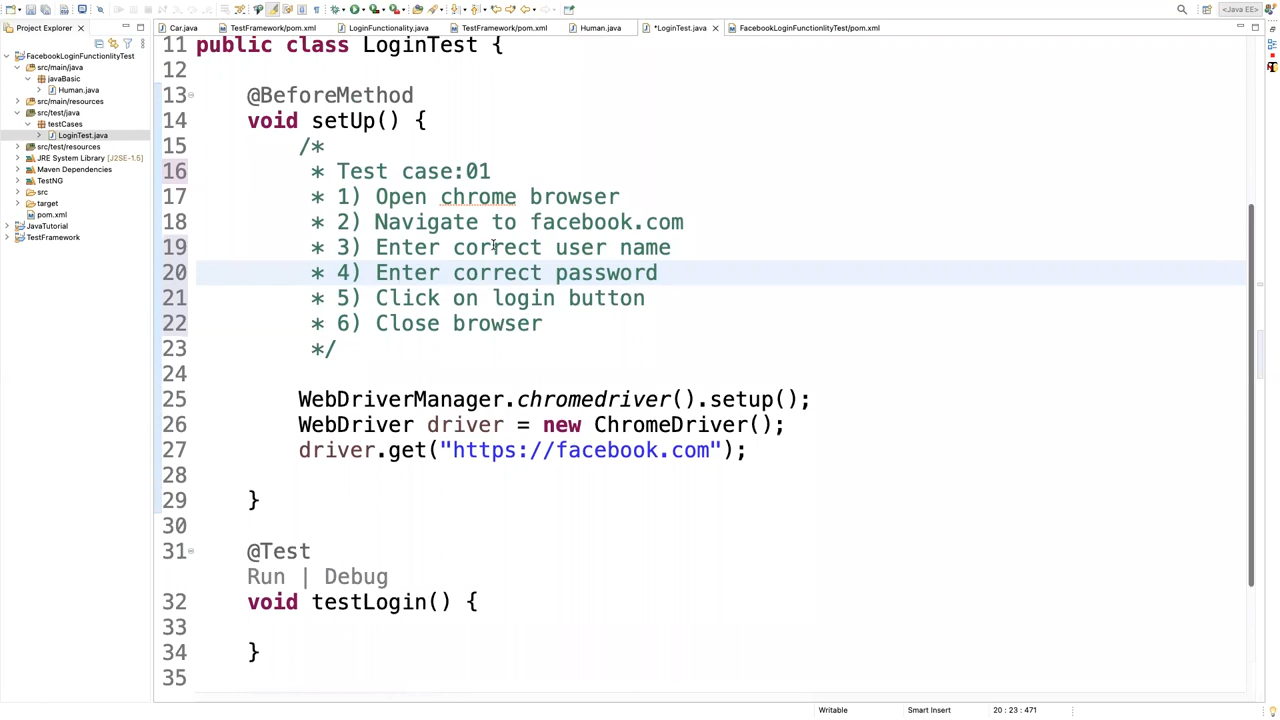 Car.java
TestFramework/pom.xml
LoginFunctionality.java
TestFramework/pom.xml
Human.java
*LoginTest.java
FacebookLoginFunctionlityTest/pom.xml
<Java EE>
Project Explorer
FacebookLoginFunctionlityTest
src/main/java
javaBasic
Human.java
src/main/resources
src/test/java
testCases
LoginTest.java
src/test/resources
JRE System Library [J2SE-1.5]
Maven Dependencies
TestNG
src
target
pom.xml
JavaTutorial
TestFramework
11 public class LoginTest {
12
13 @BeforeMethod
14 void setUp() {
15 /*
16 * Test case:01
17 * 1) Open chrome browser
18 * 2) Navigate to facebook.com
19 * 3) Enter correct user name
20 * 4) Enter correct password
21 * 5) Click on login button
22 * 6) Close browser
23 */
24
25 WebDriverManager.chromedriver().setup();
26 WebDriver driver = new ChromeDriver();
27 driver.get("https://facebook.com");
28
29 }
30
31 @Test
Run | Debug
32 void testLogin() {
33
34 }
35
Writable
Smart Insert
20 : 23 : 471